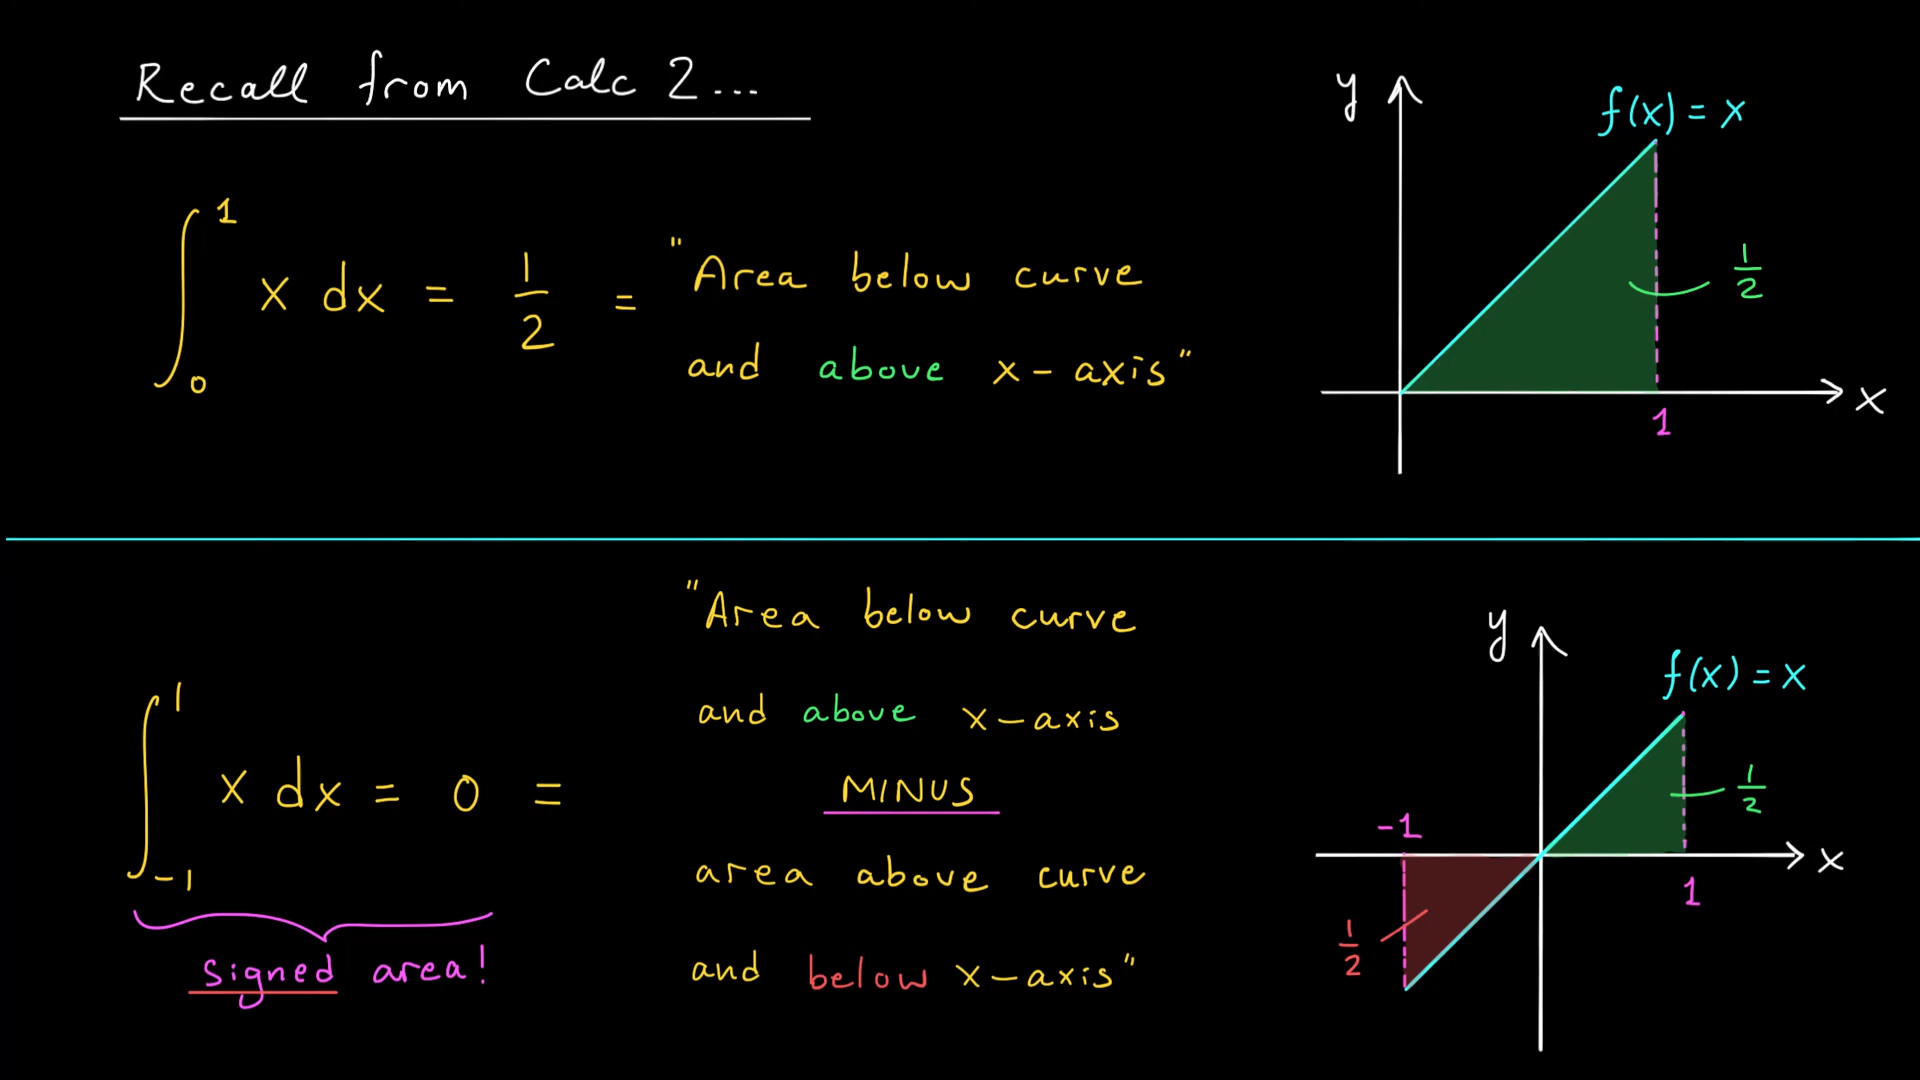 Recall from Calc 2...
∫₀¹ x dx = 1/2 = "Area below curve
and above x-axis"
y
f(x) = x
1/2
x
1
∫₋₁¹ x dx = 0 =
signed area!
"Area below curve
and above x-axis
MINUS
area above curve
and below x-axis"
y
f(x) = x
1/2
-1
x
1
1/2